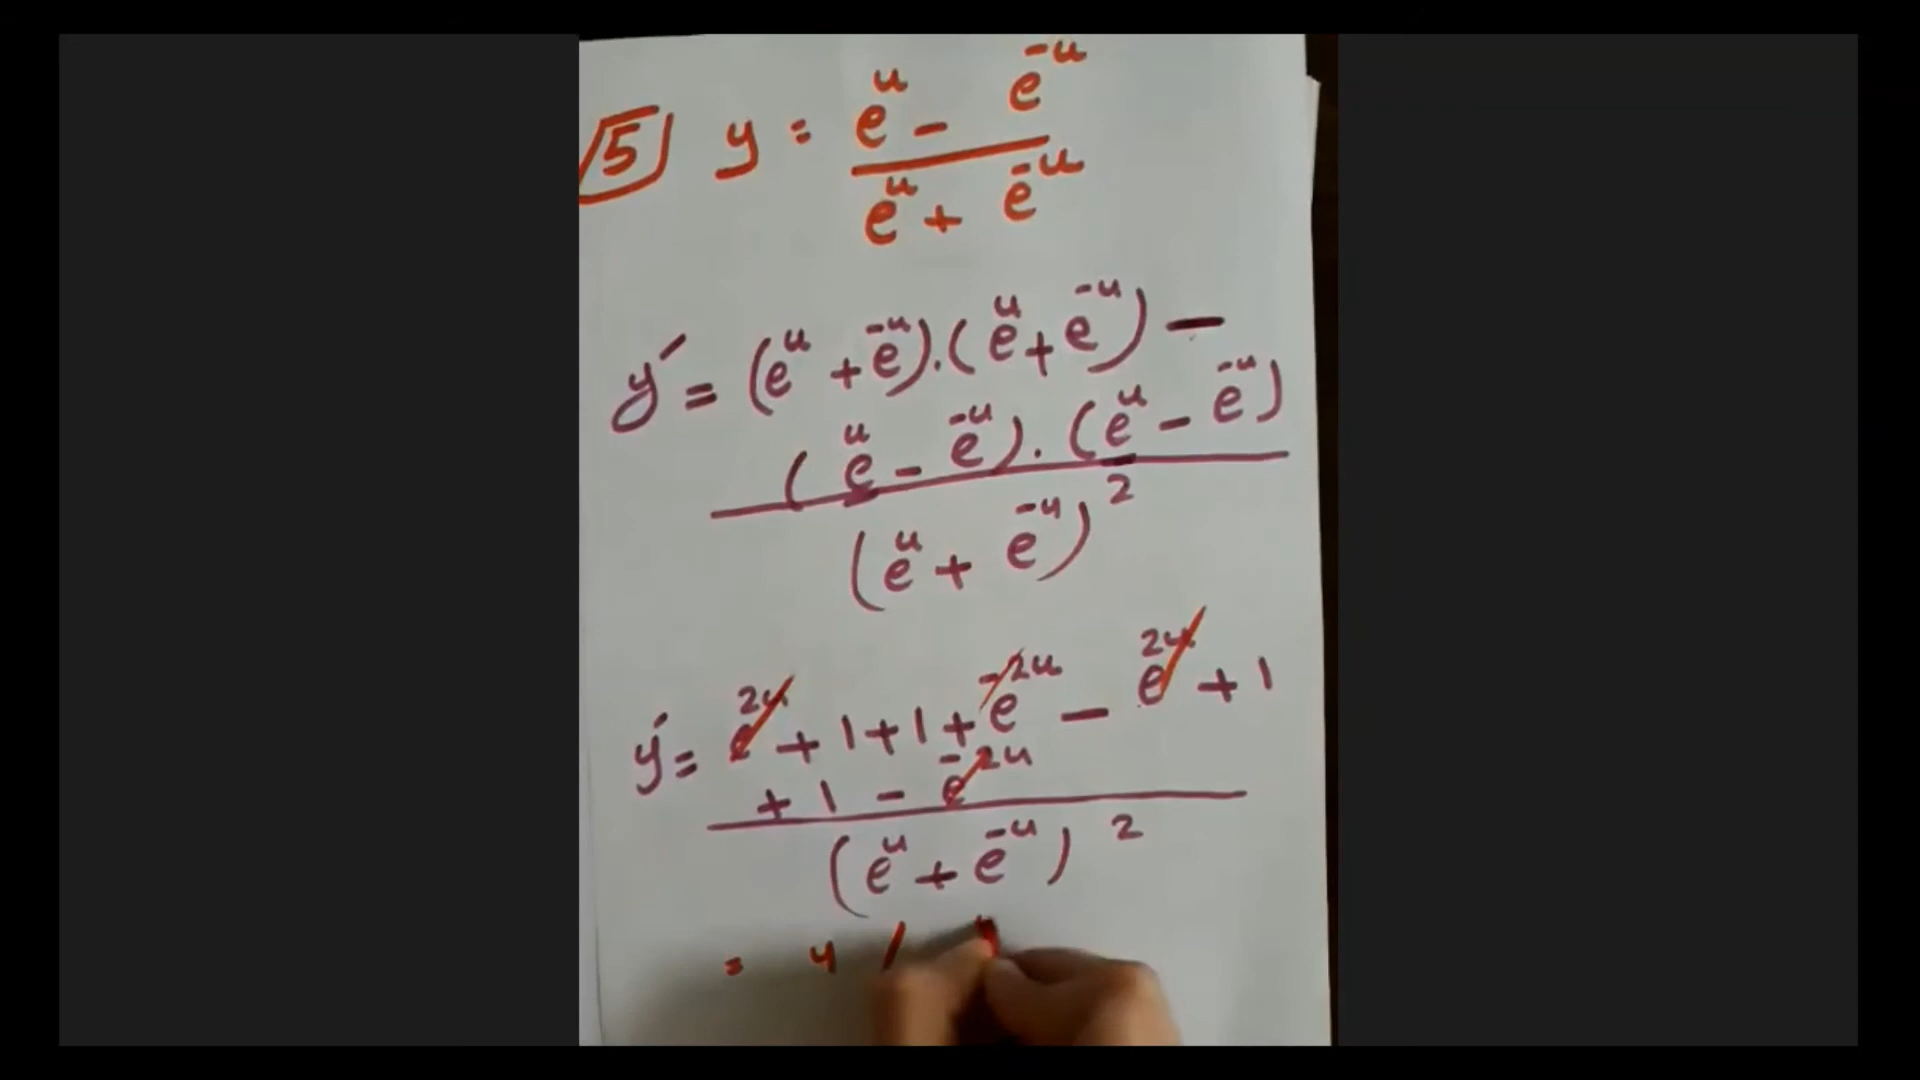 5 y = e^u - e^-u
e^u + e^-u
y' = (e^u + e^-u).(e^u + e^-u) -
(e^u - e^-u).(e^u - e^-u)
(e^u + e^-u)^2
y' = e^2u + 1 + 1 + e^-2u - e^2u + 1
+ 1 - e^-2u
(e^u + e^-u)^2
= 4 /